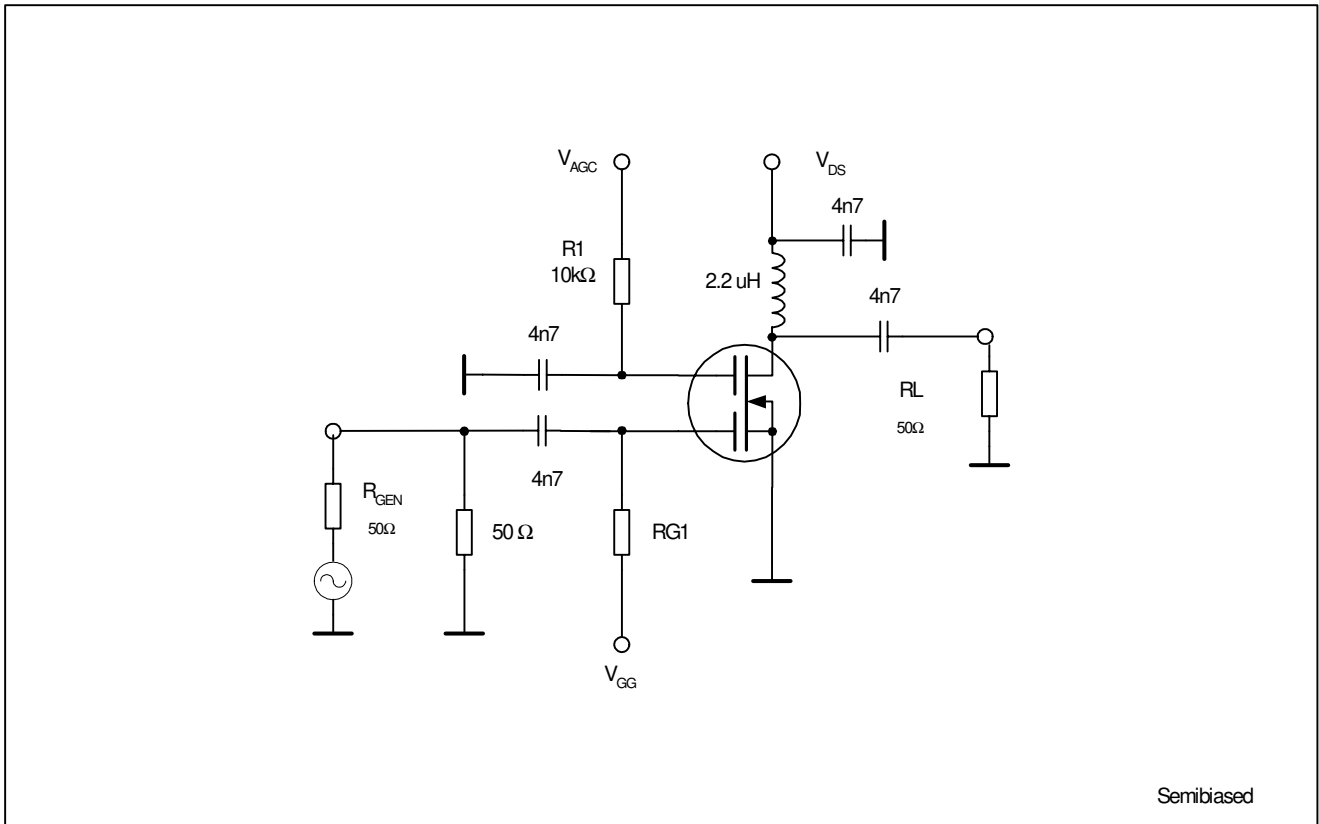 V_AGC
V_DS
4n7
R1
10kΩ
2.2 uH
4n7
4n7
RL
50Ω
4n7
R_GEN
50Ω
50 Ω
RG1
V_GG
Semibiased